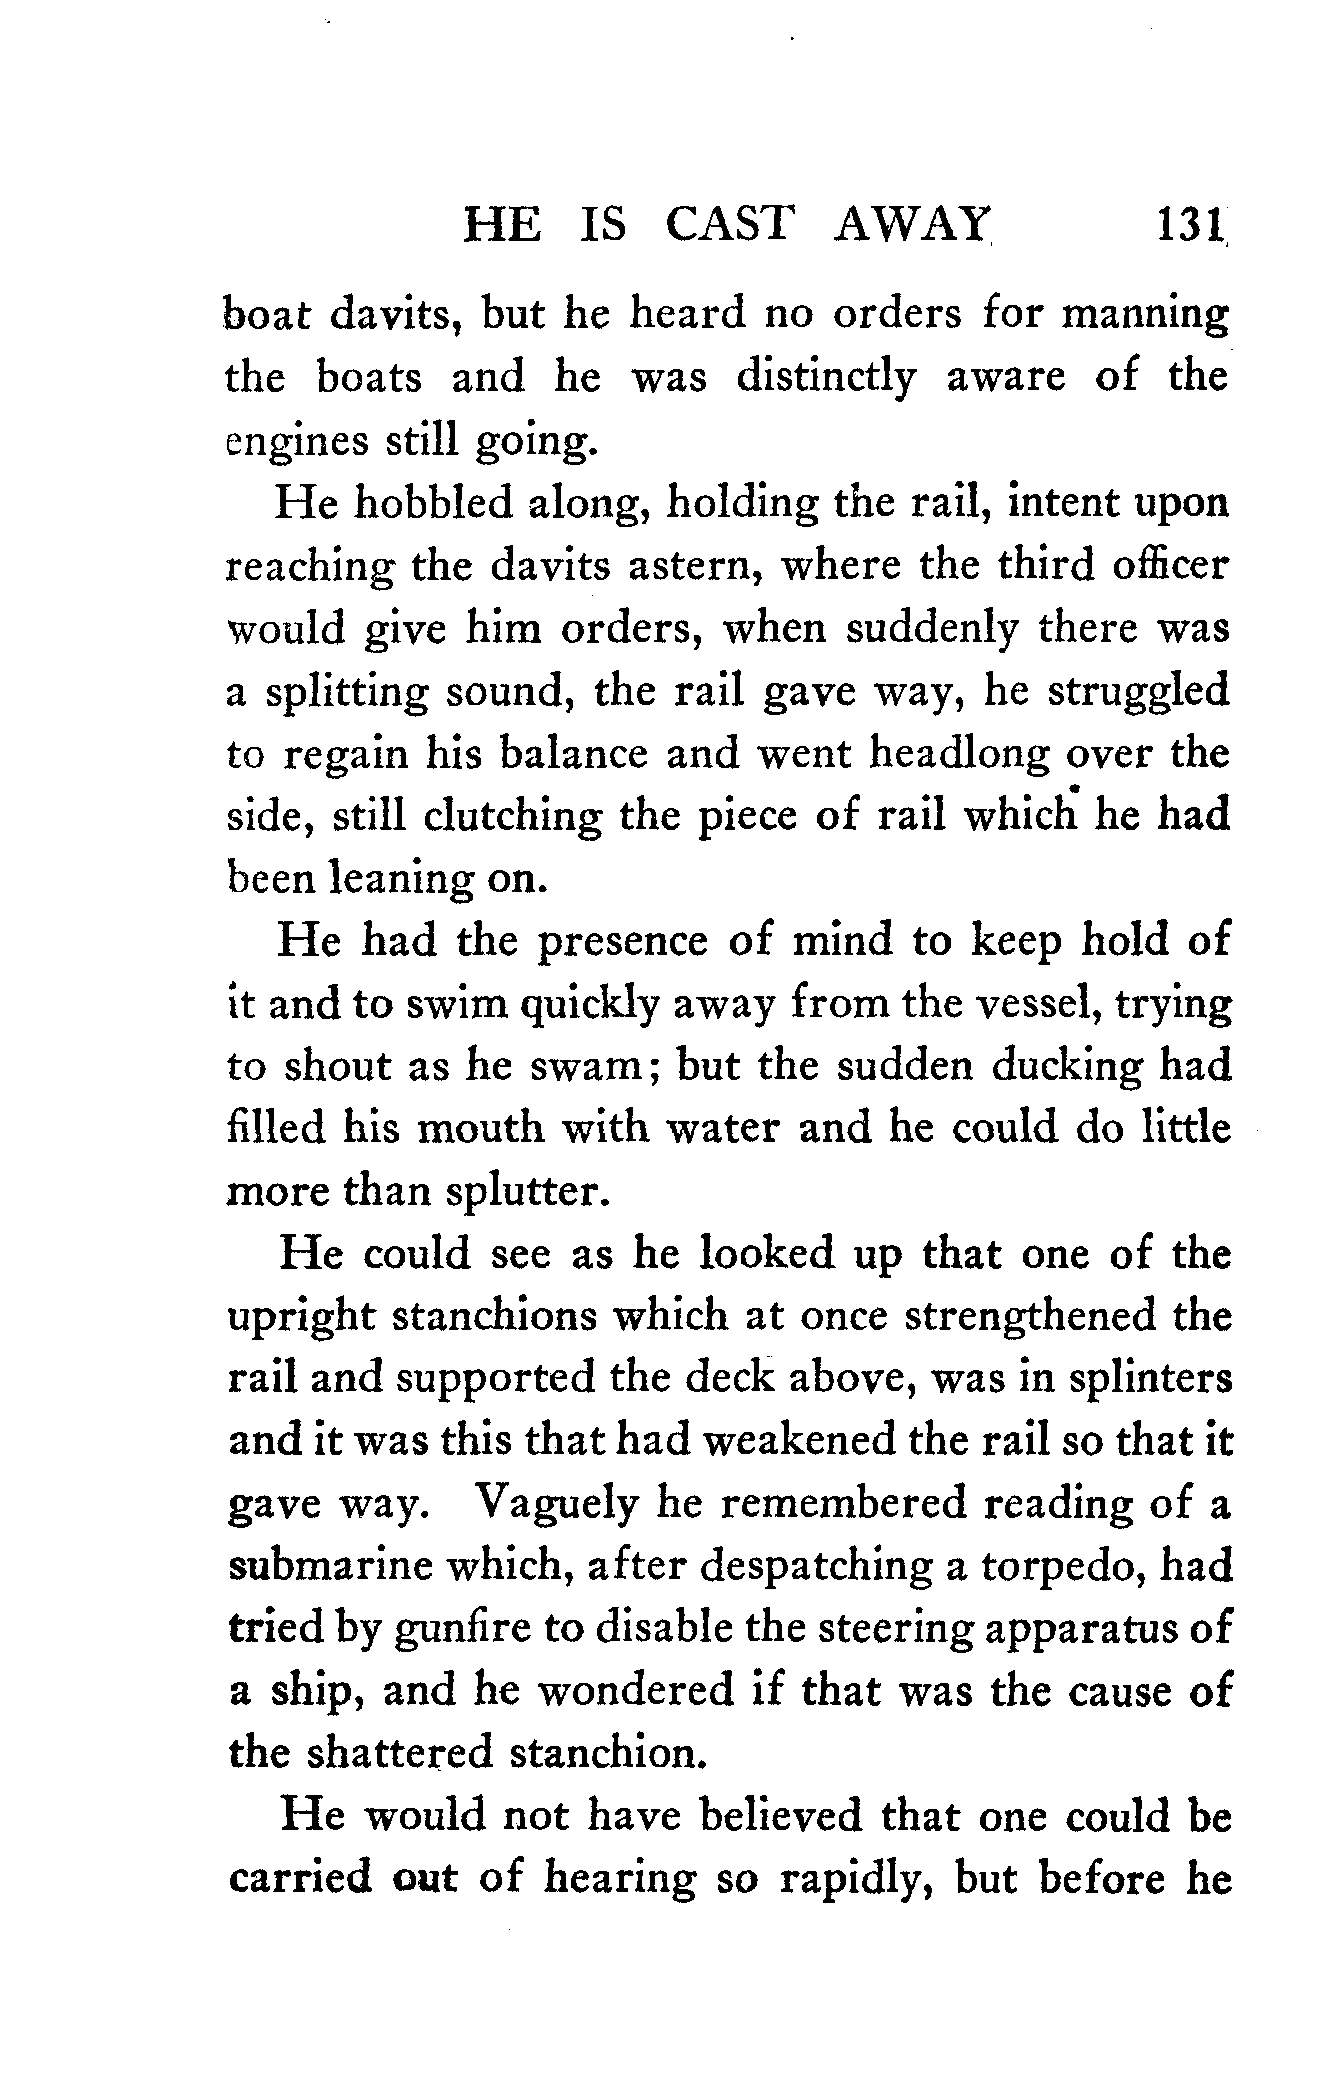 HE IS CAST AWAY 131
boat davits, but he heard no orders for manning
the boats and he was distinctly aware of the
engines still going.
He hobbled along, holding the rail, intent upon
reaching the davits astern, where the third officer
would give him orders, when suddenly there was
a splitting sound, the rail gave way, he struggled
to regain his balance and went headlong over the
side, still clutching the piece of rail which he had
been leaning on.
He had the presence of mind to keep hold of
it and to swim quickly away from the vessel, trying
to shout as he swam; but the sudden ducking had
filled his mouth with water and he could do little
more than splutter.
He could see as he looked up that one of the
upright stanchions which at once strengthened the
rail and supported the deck above, was in splinters
and it was this that had weakened the rail so that it
gave way. Vaguely he remembered reading of a
submarine which, after despatching a torpedo, had
tried by gunfire to disable the steering apparatus of
a ship, and he wondered if that was the cause of
the shattered stanchion.
He would not have believed that one could be
carried out of hearing so rapidly, but before he